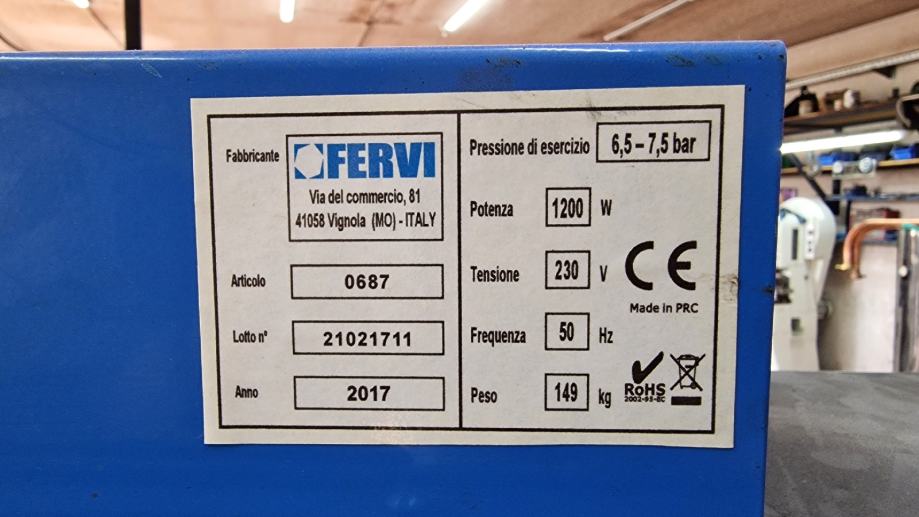 Fabbricante FERVI
Via del commercio, 81
41058 Vignola (MO) - ITALY
Articolo 0687
Lotto n° 21021711
Anno 2017
Pressione di esercizio 6,5 – 7,5 bar
Potenza 1200 W
Tensione 230 V
CE
Made in PRC
Frequenza 50 Hz
Peso 149 kg
RoHS
2002-95-EC